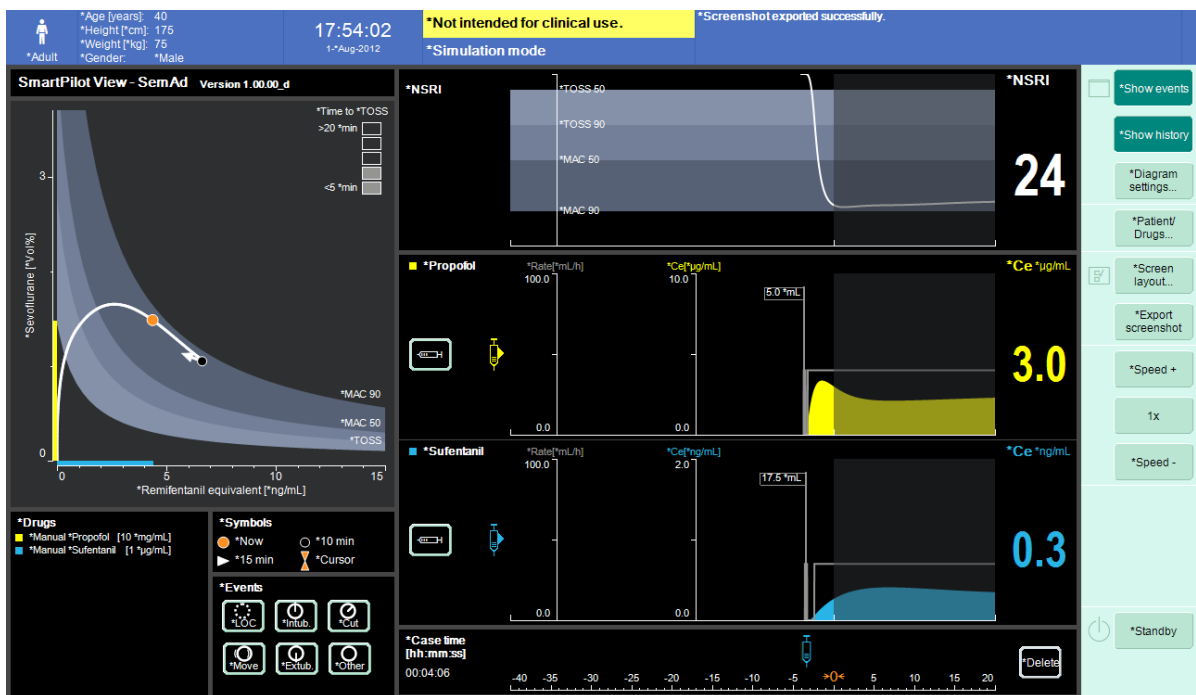 *Age [years]: 40
*Height [*cm]: 175
*Weight [*kg]: 75
*Gender: *Male
*Adult
17:54:02
1-*Aug-2012
*Not intended for clinical use.
*Simulation mode
*Screenshot exported successfully.
SmartPilot View - SemAd Version 1.00.00_d
*Time to *TOSS
>20 *min
<5 *min
3
0
*Sevoflurane [*Vol%]
*MAC 90
*MAC 50
*TOSS
0 5 10 15
*Remifentanil equivalent [*ng/mL]
*Drugs
*Manual *Propofol [10 *mg/mL]
*Manual *Sufentanil [1 *µg/mL]
*Symbols
*Now
*10 min
*15 min
*Cursor
*Events
*LOC
*Intub.
*Cut
*Move
*Extub.
*Other
*NSRI
*TOSS 50
*TOSS 90
*MAC 50
*MAC 90
*NSRI
24
*Propofol
*Rate[*mL/h]
100.0
0.0
*Ce[*µg/mL]
10.0
0.0
5.0 *mL
*Ce *µg/mL
3.0
*Sufentanil
*Rate[*mL/h]
100.0
0.0
*Ce[*ng/mL]
2.0
0.0
17.5 *mL
*Ce *ng/mL
0.3
*Case time
[hh:mm:ss]
00:04:06
-40 -35 -30 -25 -20 -15 -10 -5 0 5 10 15 20
*Delete
*Show events
*Show history
*Diagram
settings...
*Patient/
Drugs...
*Screen
layout...
*Export
screenshot
*Speed +
1x
*Speed -
*Standby